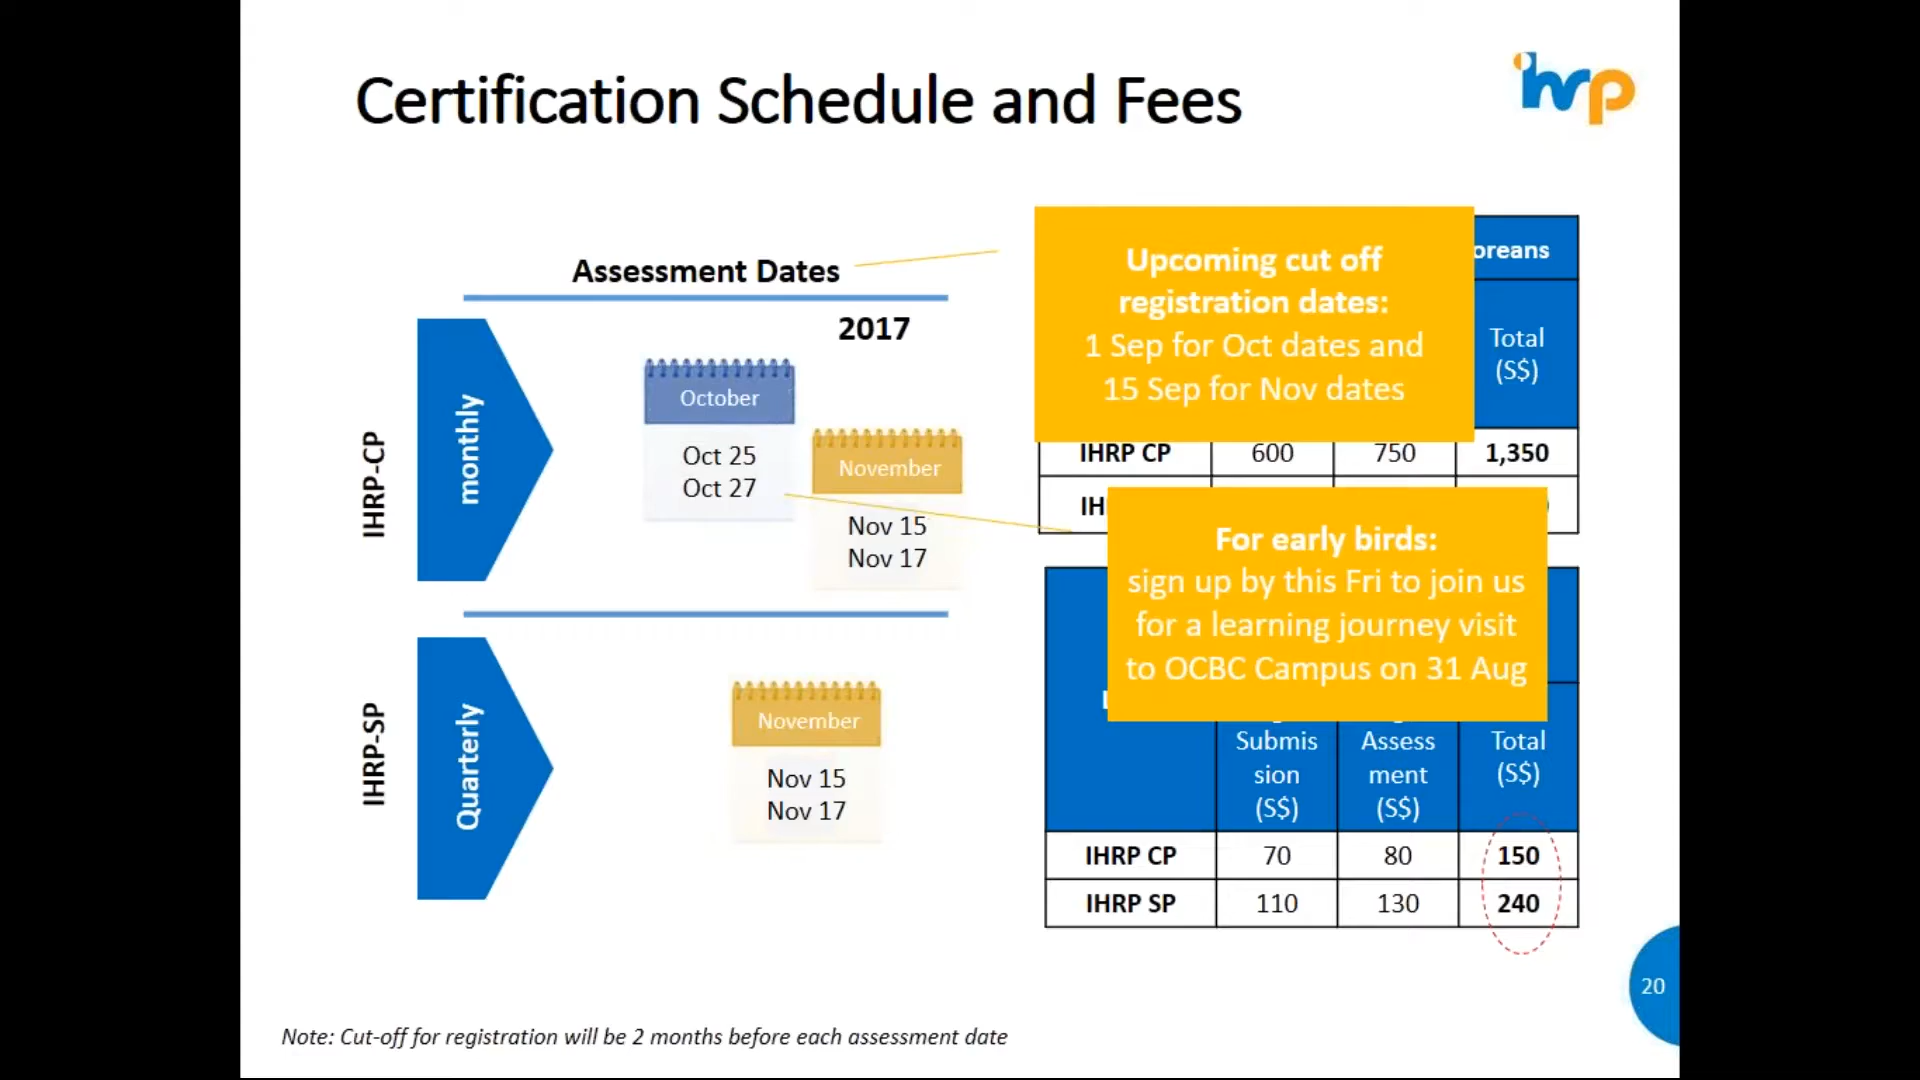 Certification Schedule and Fees
ihrp
Assessment Dates
2017
IHRP-CP
monthly
October
Oct 25
Oct 27
November
Nov 15
Nov 17
IHRP-SP
Quarterly
November
Nov 15
Nov 17
Upcoming cut off
registration dates:
1 Sep for Oct dates and
15 Sep for Nov dates
oreans
Total
(S$)
IHRP CP 600 750 1,350
IH
For early birds:
sign up by this Fri to join us
for a learning journey visit
to OCBC Campus on 31 Aug
Submis Assess Total
sion ment (S$)
(S$) (S$)
IHRP CP 70 80 150
IHRP SP 110 130 240
20
Note: Cut-off for registration will be 2 months before each assessment date